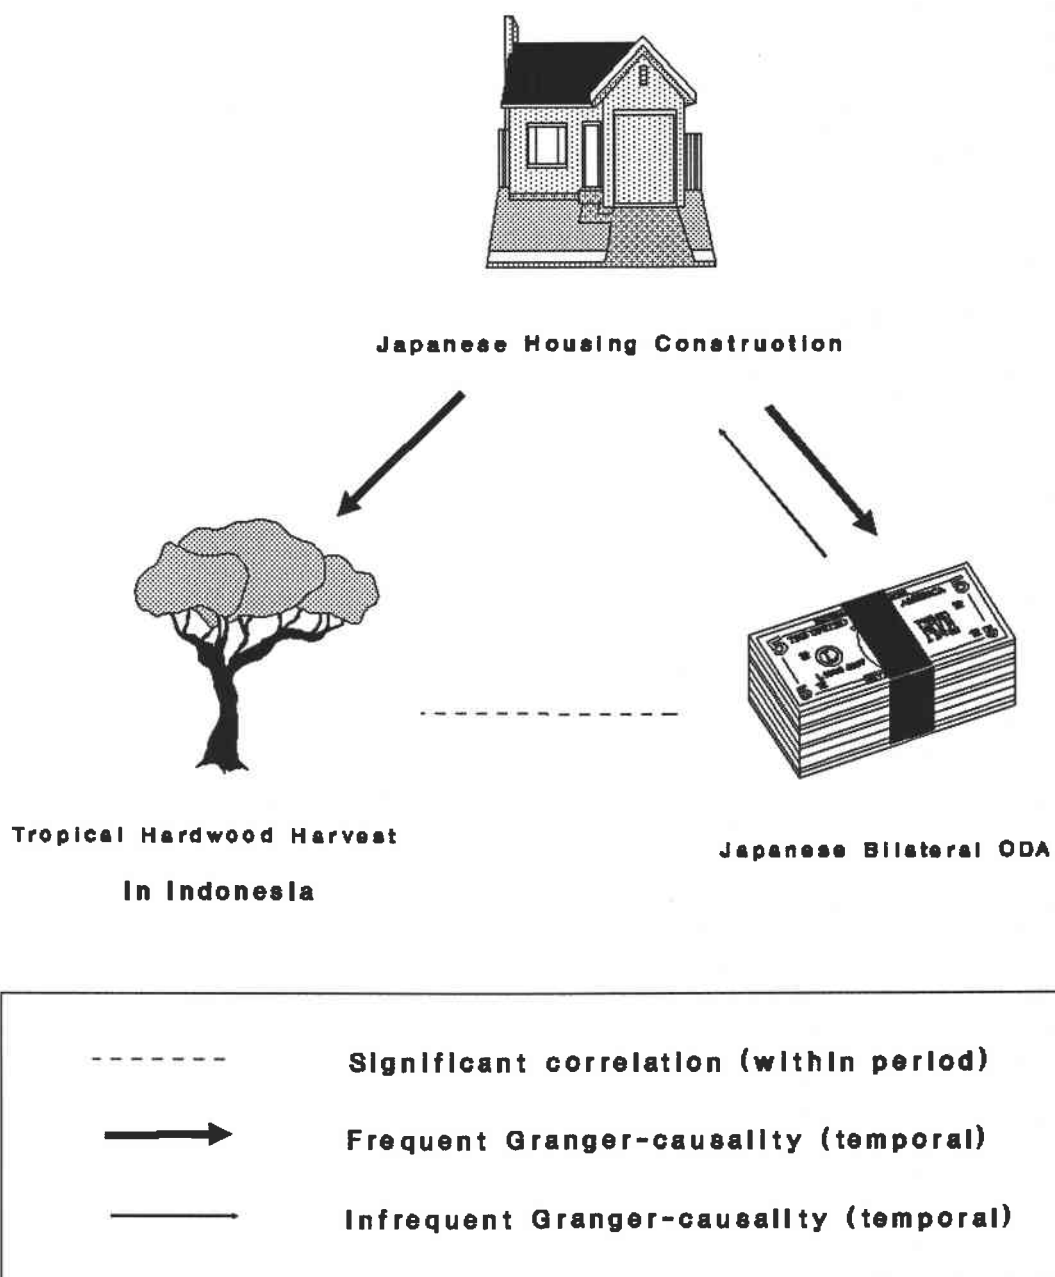 Japanese Housing Construction
Tropical Hardwood Harvest
In Indonesia
Japanese Bilateral ODA
Significant correlation (within period)
Frequent Granger-causality (temporal)
Infrequent Granger-causality (temporal)